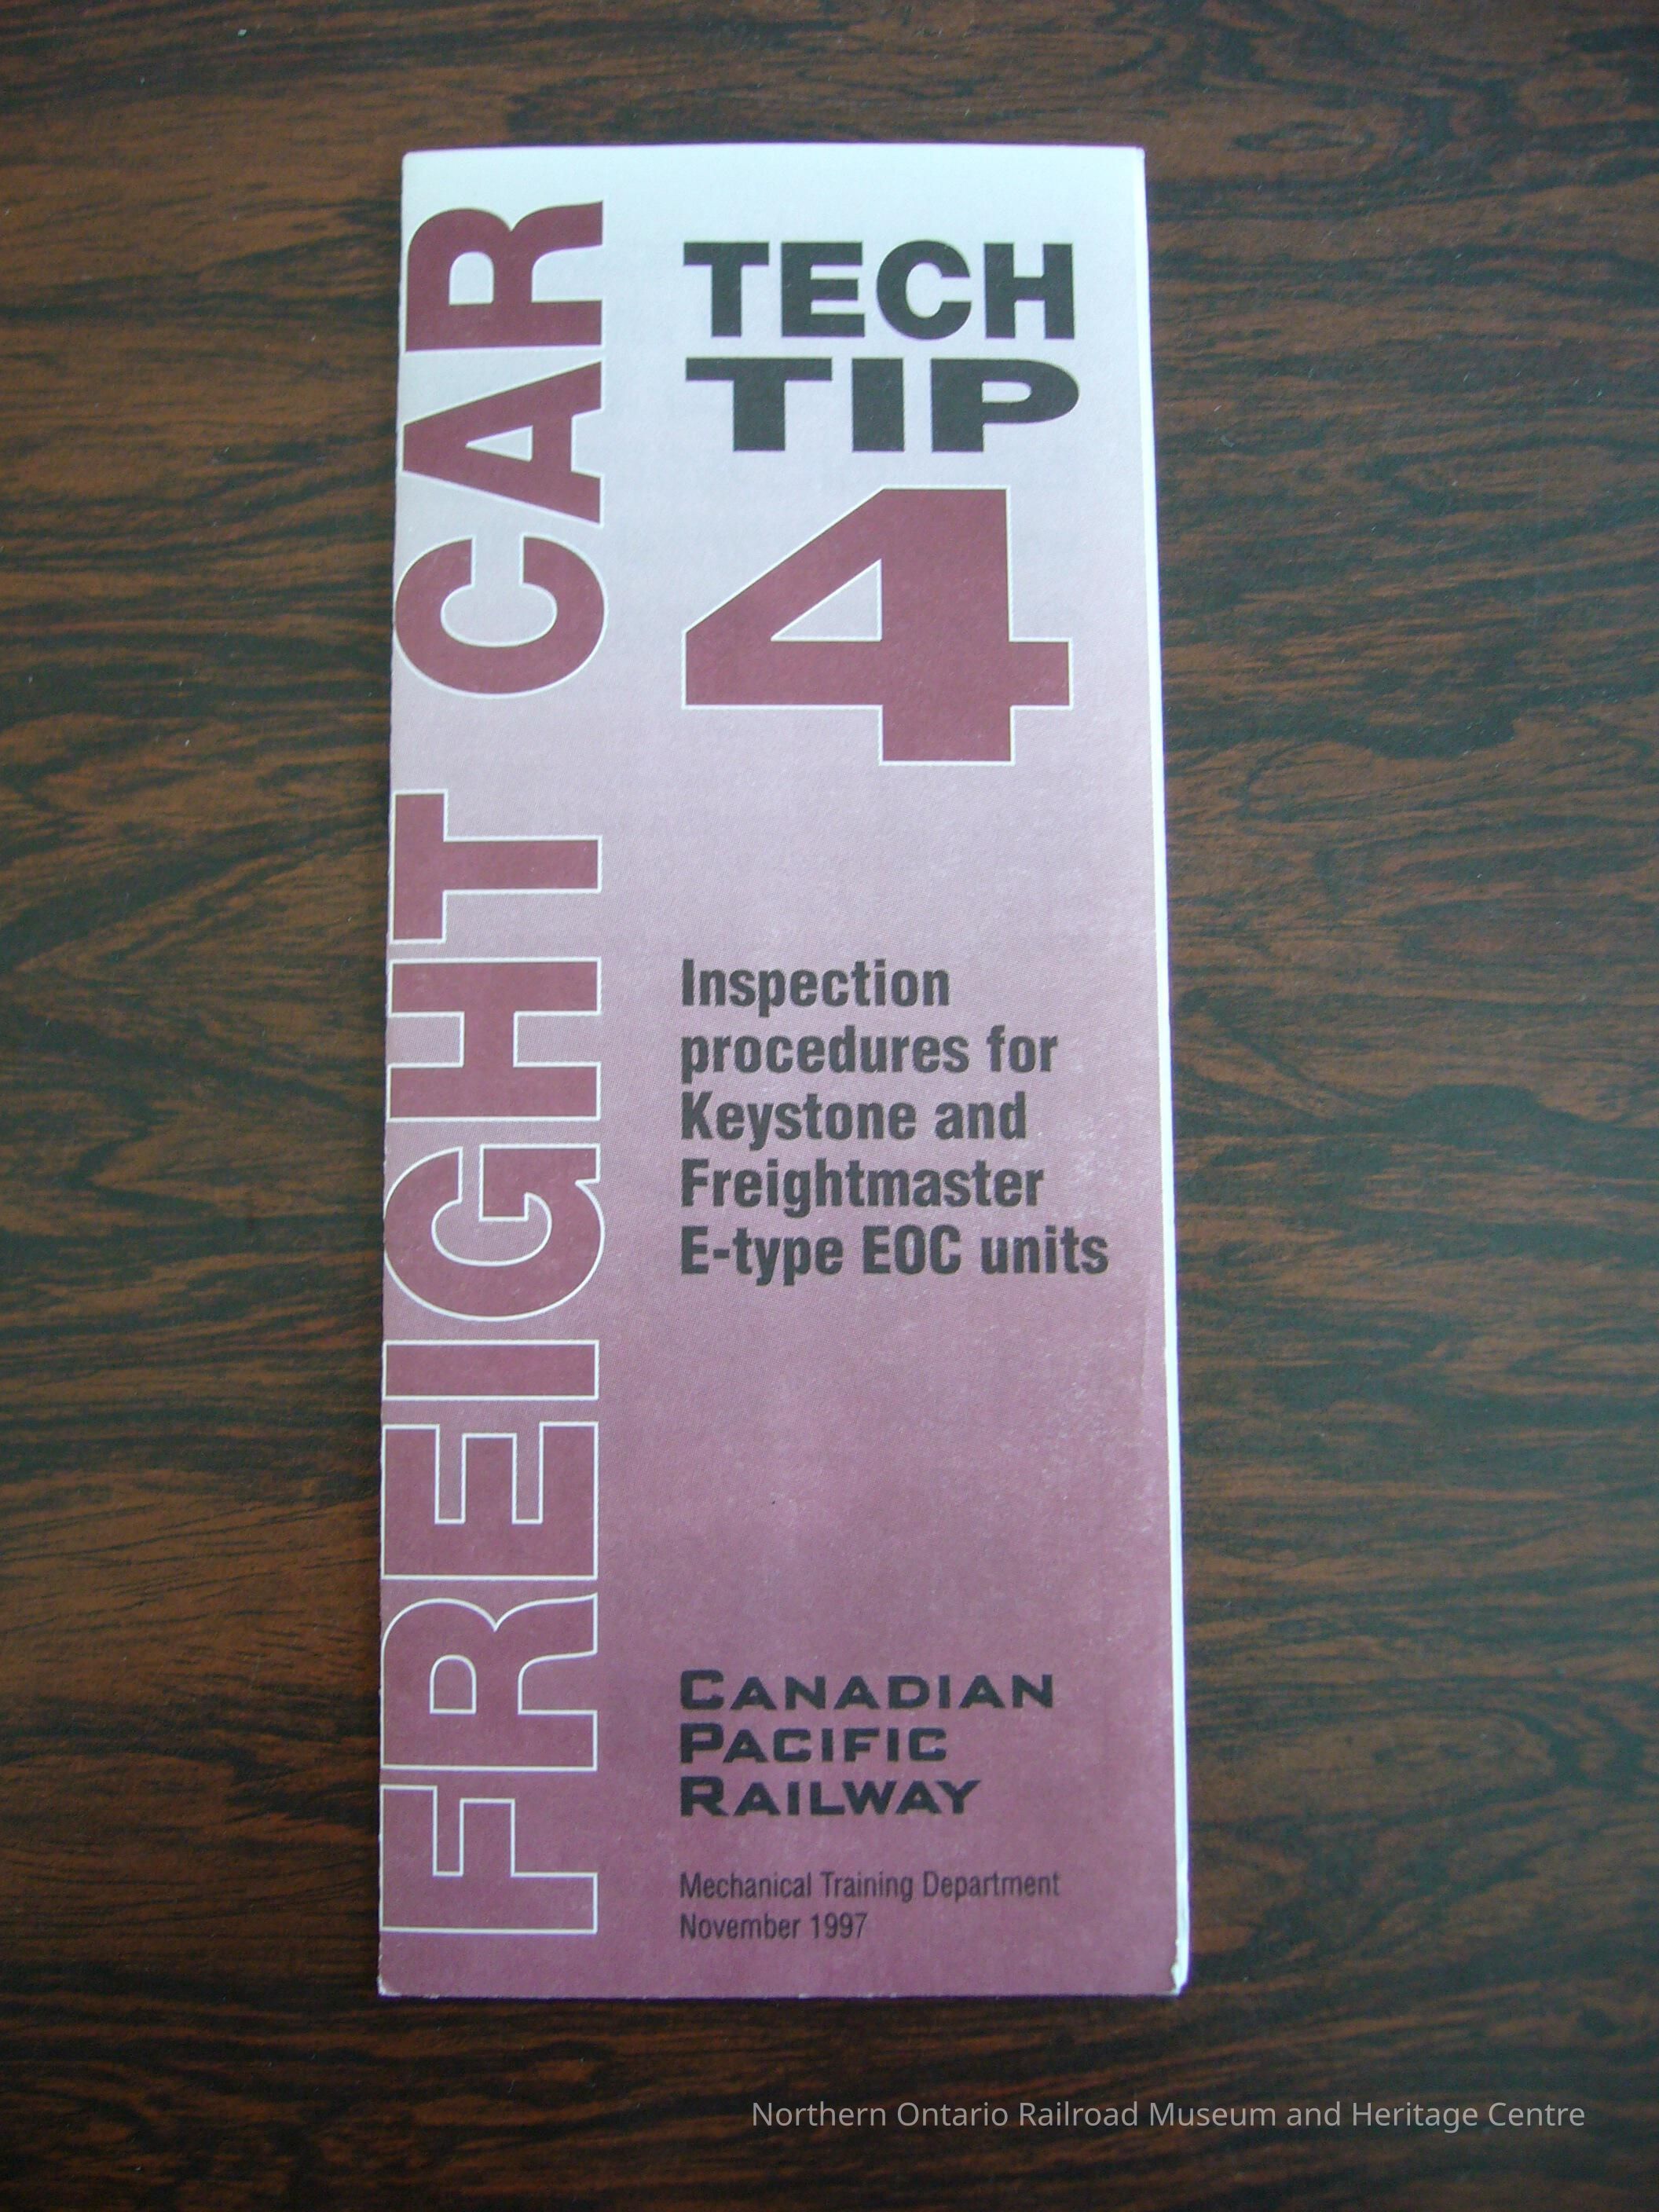 FREIGHT CAR
TECH
TIP
4
Inspection
procedures for
Keystone and
Freightmaster
E-type EOC units
CANADIAN
PACIFIC
RAILWAY
Mechanical Training Department
November 1997
Northern Ontario Railroad Museum and Heritage Centre